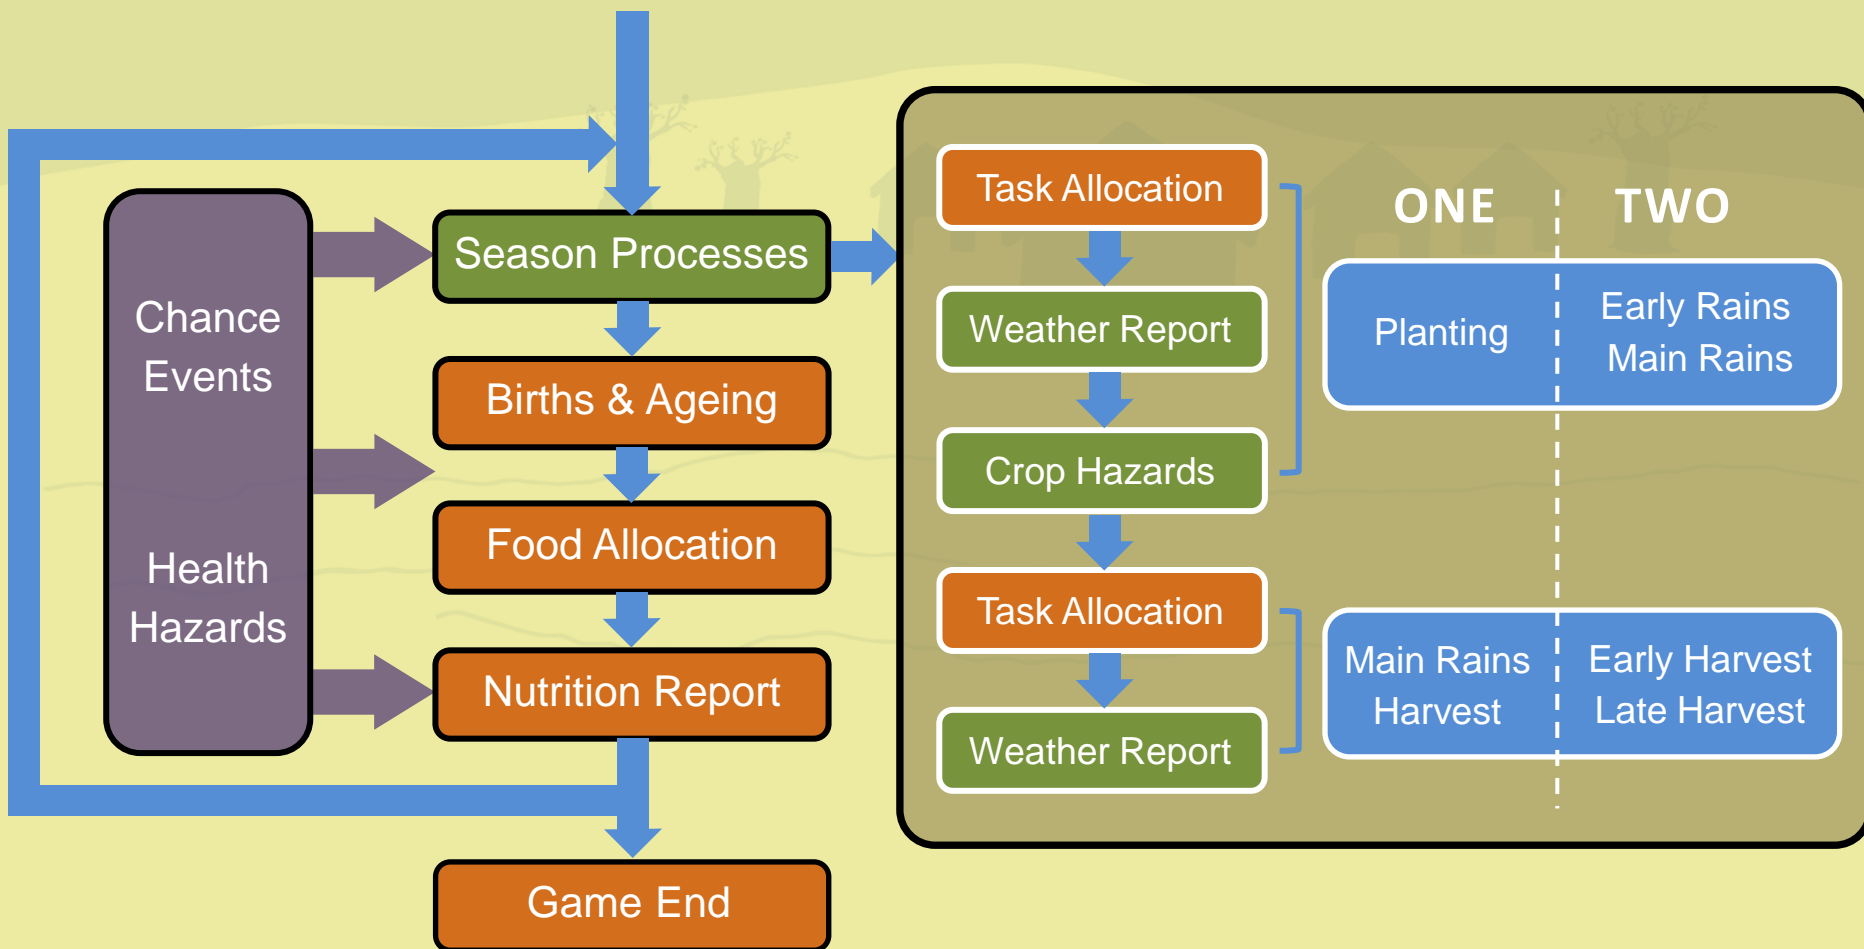 Chance
Events
Health
Hazards
Season Processes
Births & Ageing
Food Allocation
Nutrition Report
Game End
Task Allocation
Weather Report
Crop Hazards
Task Allocation
Weather Report
ONE
TWO
Planting
Early Rains
Main Rains
Main Rains
Harvest
Early Harvest
Late Harvest